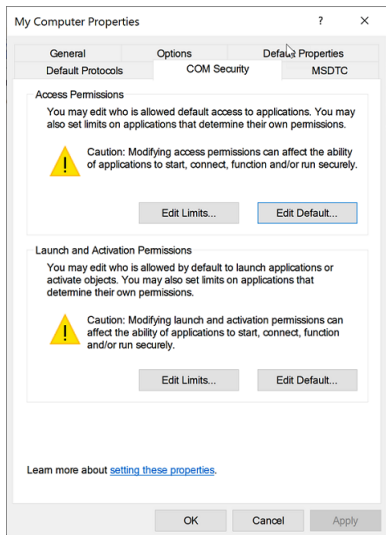 My Computer Properties ? ×
General Options Default Properties
Default Protocols COM Security MSDTC
Access Permissions
You may edit who is allowed default access to applications. You may
also set limits on applications that determine their own permissions.
Caution: Modifying access permissions can affect the ability
of applications to start, connect, function and/or run securely.
Edit Limits... Edit Default...
Launch and Activation Permissions
You may edit who is allowed by default to launch applications or
activate objects. You may also set limits on applications that
determine their own permissions.
Caution: Modifying launch and activation permissions can
affect the ability of applications to start, connect, function
and/or run securely.
Edit Limits... Edit Default...
Learn more about setting these properties.
OK Cancel Apply